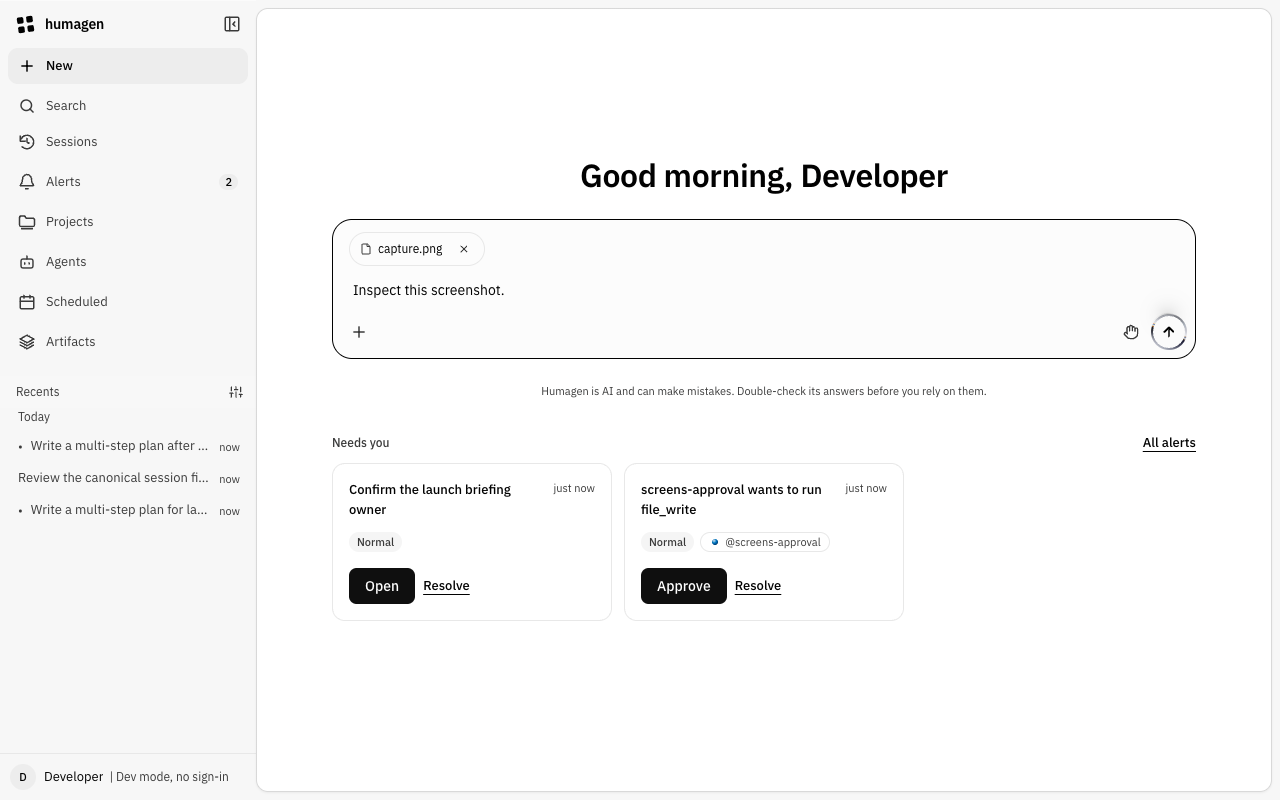 humagen
New
Search
Sessions
Alerts 2
Projects
Agents
Scheduled
Artifacts
Recents
Today
• Write a multi-step plan after ... now
Review the canonical session fi... now
• Write a multi-step plan for la... now
D Developer | Dev mode, no sign-in
Good morning, Developer
capture.png
Inspect this screenshot.
Humagen is AI and can make mistakes. Double-check its answers before you rely on them.
Needs you All alerts
Confirm the launch briefing just now
owner
Normal
Open Resolve
screens-approval wants to run just now
file_write
Normal @screens-approval
Approve Resolve